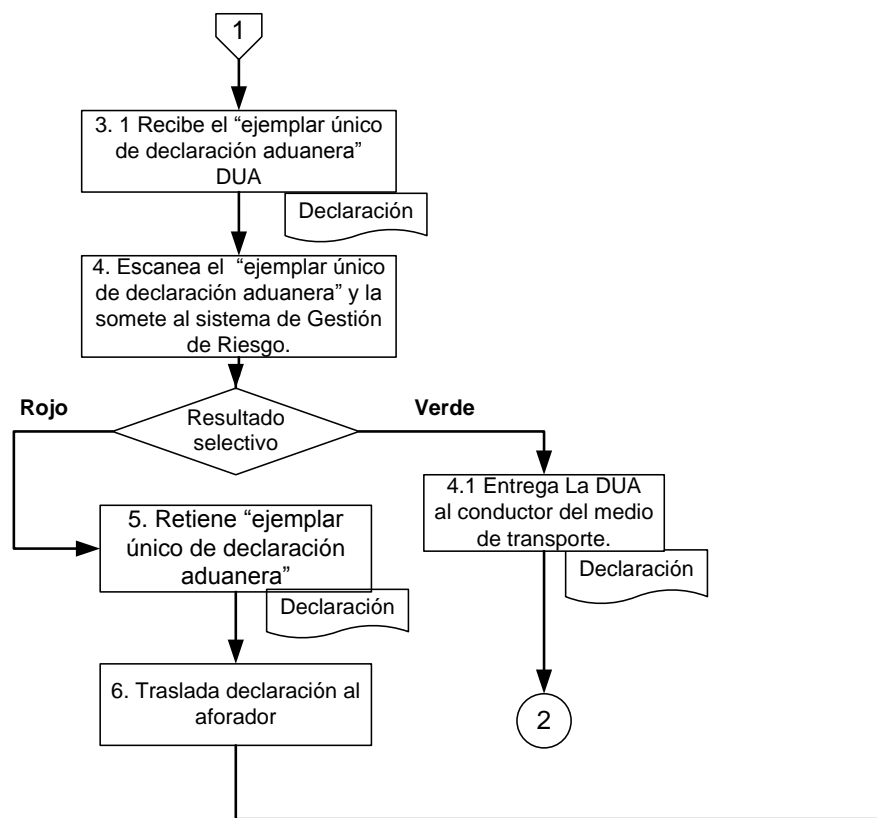 1
3. 1 Recibe el “ejemplar único
de declaración aduanera”
DUA
Declaración
4. Escanea el “ejemplar único
de declaración aduanera” y la
somete al sistema de Gestión
de Riesgo.
Rojo
Resultado
selectivo
Verde
4.1 Entrega La DUA
al conductor del medio
de transporte.
Declaración
5. Retiene “ejemplar
único de declaración
aduanera”
Declaración
6. Traslada declaración al
aforador
2